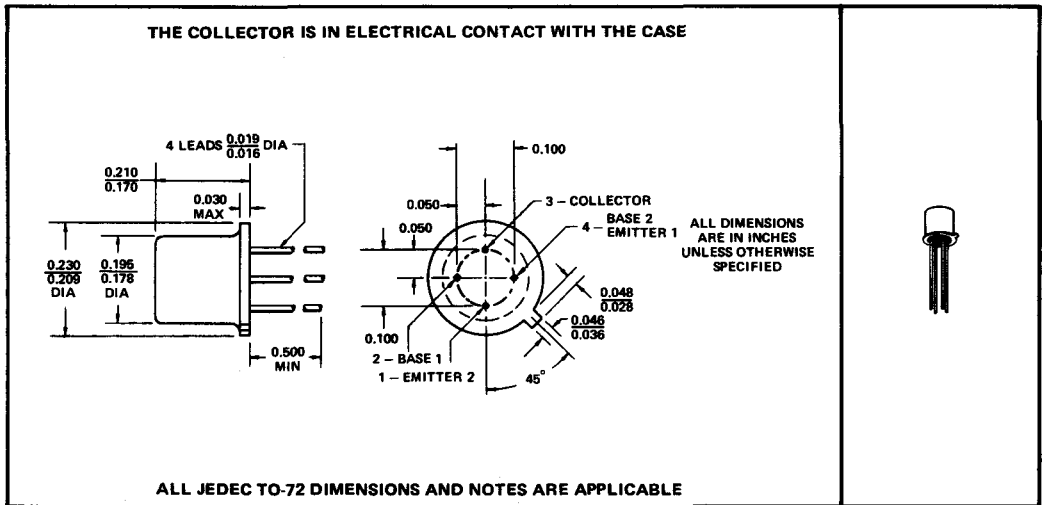 THE COLLECTOR IS IN ELECTRICAL CONTACT WITH THE CASE
4 LEADS 0.019 DIA
0.016
0.210
0.170
0.030
MAX
0.230
0.209
DIA
0.195
0.178
DIA
0.500
MIN
0.100
0.050
0.050
3 – COLLECTOR
4 – BASE 2
EMITTER 1
0.100
2 – BASE 1
1 – EMITTER 2
45°
0.048
0.028
0.046
0.036
ALL DIMENSIONS
ARE IN INCHES
UNLESS OTHERWISE
SPECIFIED
ALL JEDEC TO-72 DIMENSIONS AND NOTES ARE APPLICABLE